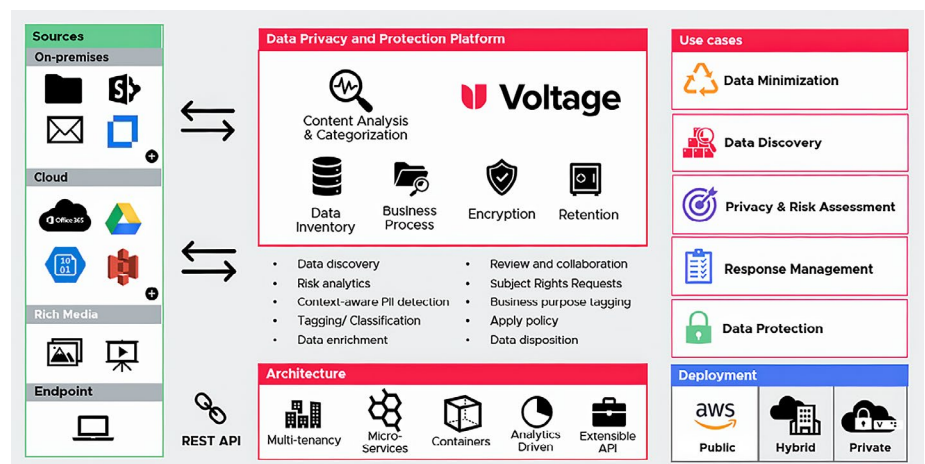 Sources
On-premises
Cloud
Office 365
10
01
Rich Media
Endpoint
REST API
Data Privacy and Protection Platform
Content Analysis
& Categorization
Voltage
Data
Inventory
Business
Process
Encryption
Retention
• Data discovery
• Risk analytics
• Context-aware PII detection
• Tagging/ Classification
• Data enrichment
• Review and collaboration
• Subject Rights Requests
• Business purpose tagging
• Apply policy
• Data disposition
Architecture
Multi-tenancy
Micro-
Services
Containers
Analytics
Driven
Extensible
API
Use cases
Data Minimization
Data Discovery
Privacy & Risk Assessment
Response Management
Data Protection
Deployment
aws
Public
Hybrid
Private